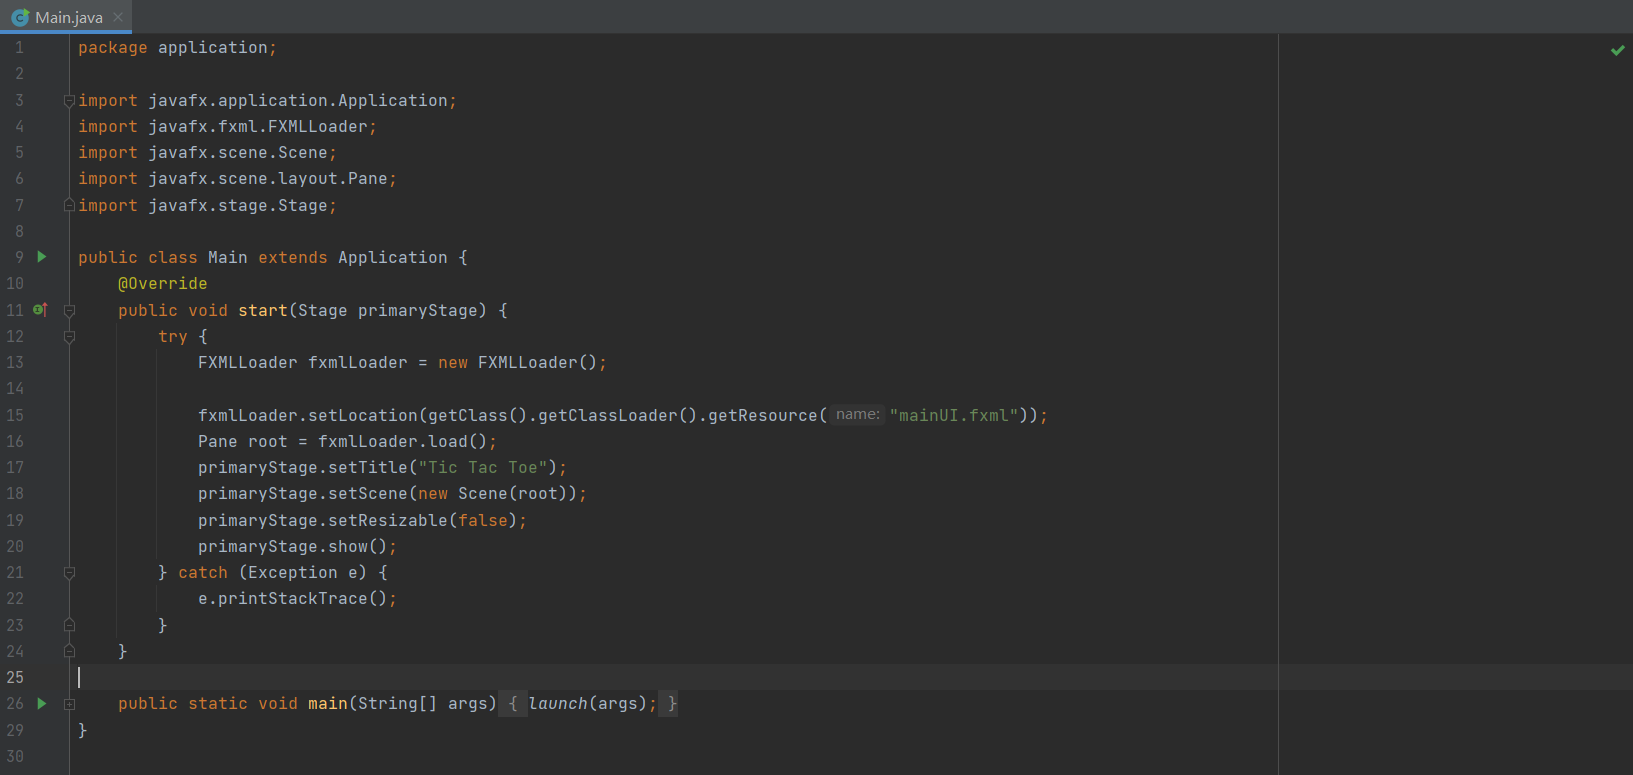 Main.java
1 package application;
2
3 import javafx.application.Application;
4 import javafx.fxml.FXMLLoader;
5 import javafx.scene.Scene;
6 import javafx.scene.layout.Pane;
7 import javafx.stage.Stage;
8
9 public class Main extends Application {
10     @Override
11     public void start(Stage primaryStage) {
12         try {
13             FXMLLoader fxmlLoader = new FXMLLoader();
14
15             fxmlLoader.setLocation(getClass().getClassLoader().getResource( name: "mainUI.fxml"));
16             Pane root = fxmlLoader.load();
17             primaryStage.setTitle("Tic Tac Toe");
18             primaryStage.setScene(new Scene(root));
19             primaryStage.setResizable(false);
20             primaryStage.show();
21         } catch (Exception e) {
22             e.printStackTrace();
23         }
24     }
25
26     public static void main(String[] args) { launch(args); }
29 }
30